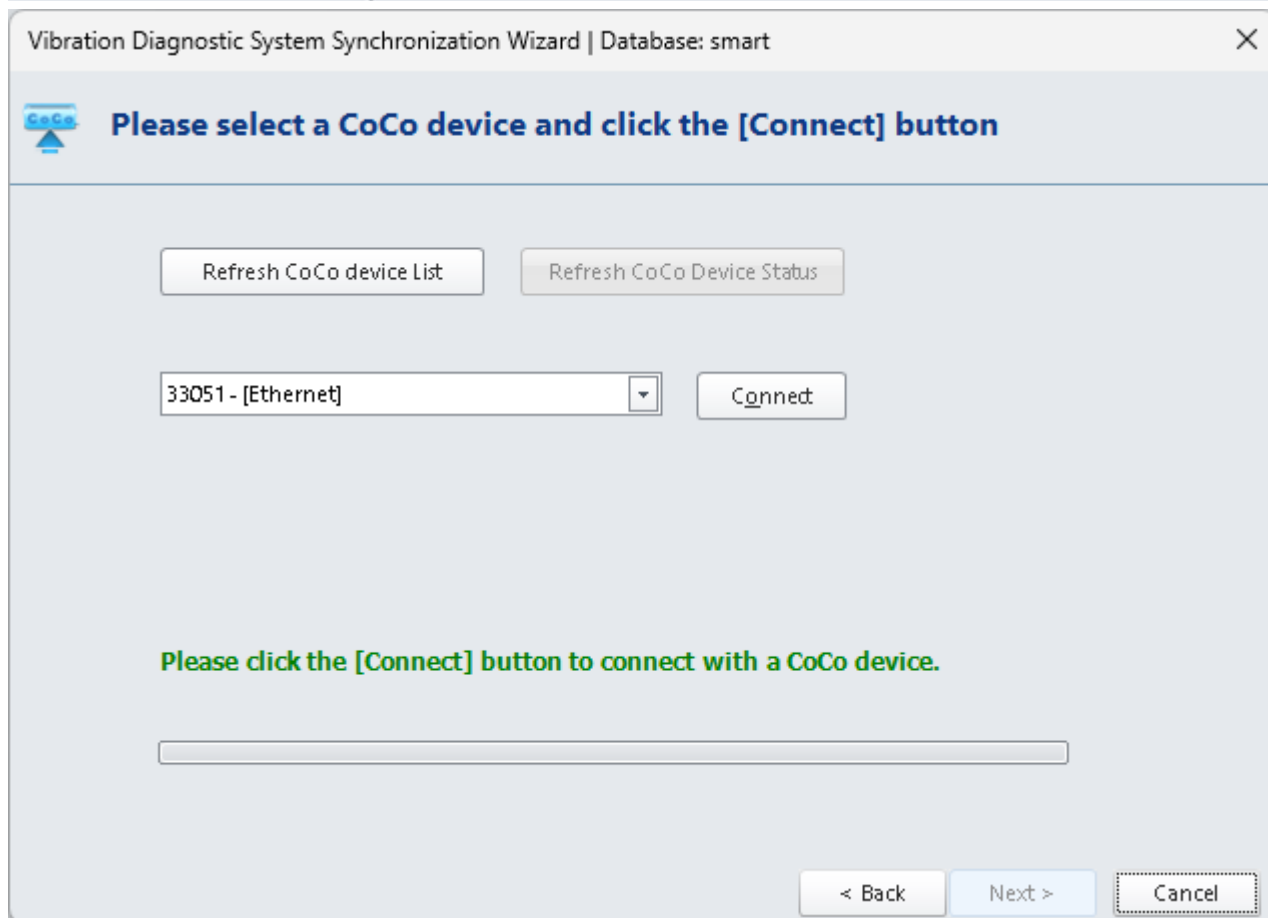 Vibration Diagnostic System Synchronization Wizard | Database: smart
CoCo
Please select a CoCo device and click the [Connect] button
Refresh CoCo device List
Refresh CoCo Device Status
33051 - [Ethernet]
Connect
Please click the [Connect] button to connect with a CoCo device.
< Back
Next >
Cancel